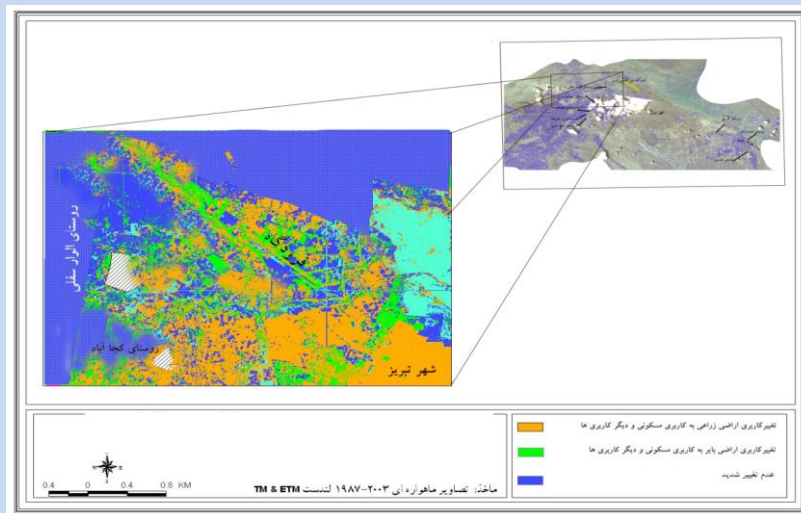 روستای الوار سفلی
فرودگاه
روستای کجا آباد
شهر تبریز
تغییرکاربری اراضی زراعی به کاربری مسکونی و دیگر کاربری ها
تغییرکاربری اراضی بایر به کاربری مسکونی و دیگر کاربری ها
عدم تغییر شدید
0.4 0 0.4 0.8 KM
ماخذ: تصاویر ماهواره ای ۲۰۰۳-۱۹۸۷ لندست TM & ETM